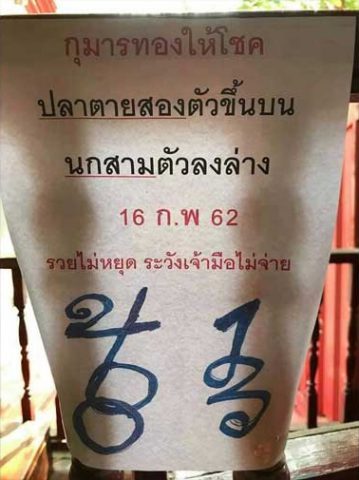 กุมารทองให้โชค
ปลาตายสองตัวขึ้นบน
นกสามตัวลงล่าง
16 ก.พ 62
รวยไม่หยุด ระวังเจ้ามือไม่จ่าย